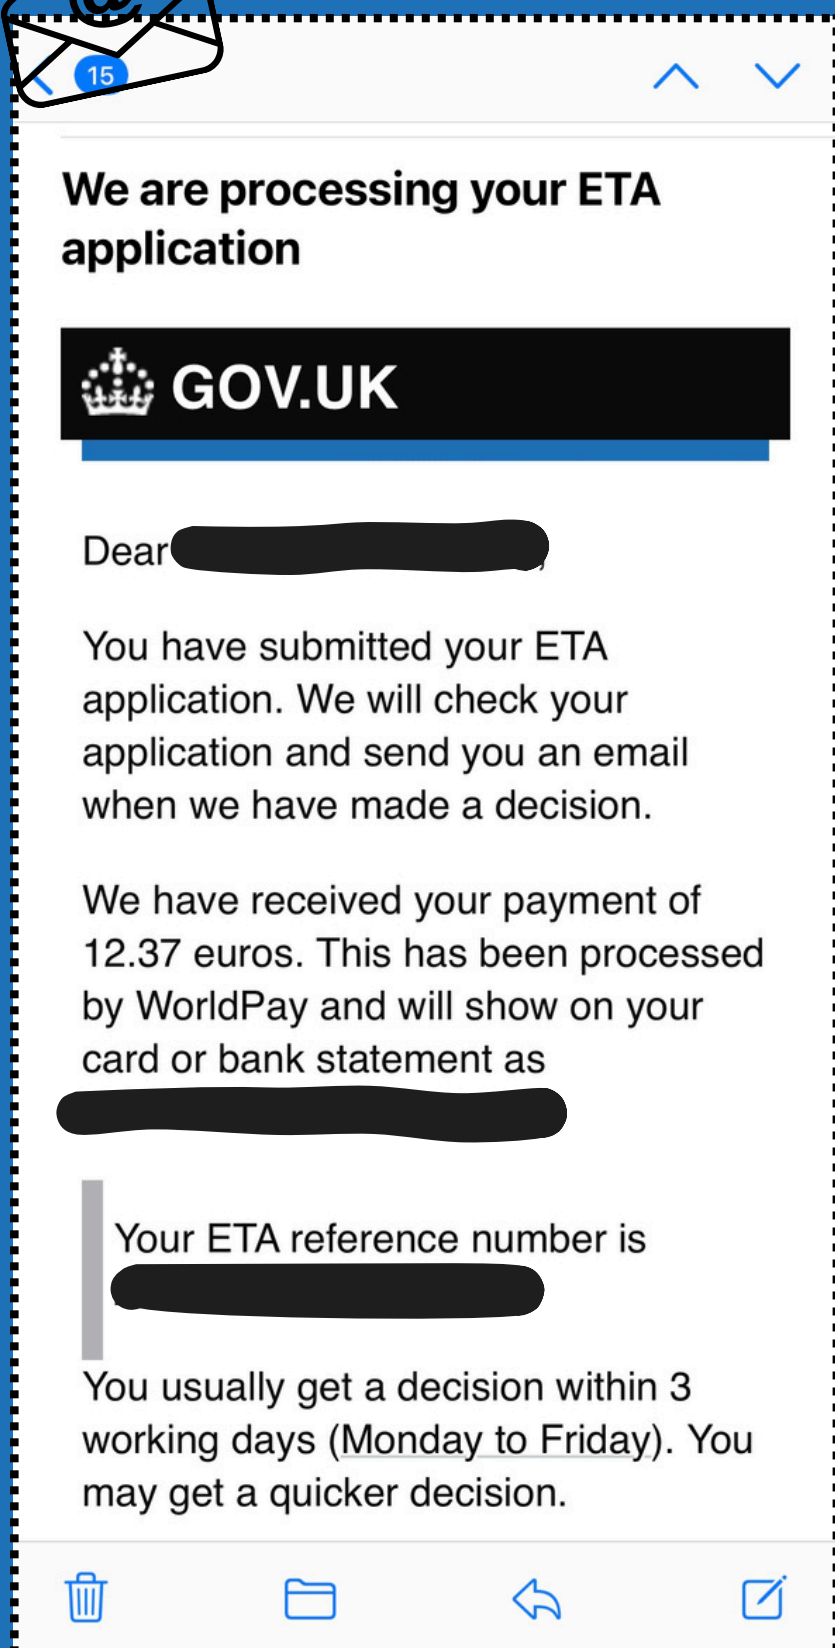 @
15
We are processing your ETA
application
GOV.UK
Dear
You have submitted your ETA
application. We will check your
application and send you an email
when we have made a decision.
We have received your payment of
12.37 euros. This has been processed
by WorldPay and will show on your
card or bank statement as
Your ETA reference number is
You usually get a decision within 3
working days (Monday to Friday). You
may get a quicker decision.